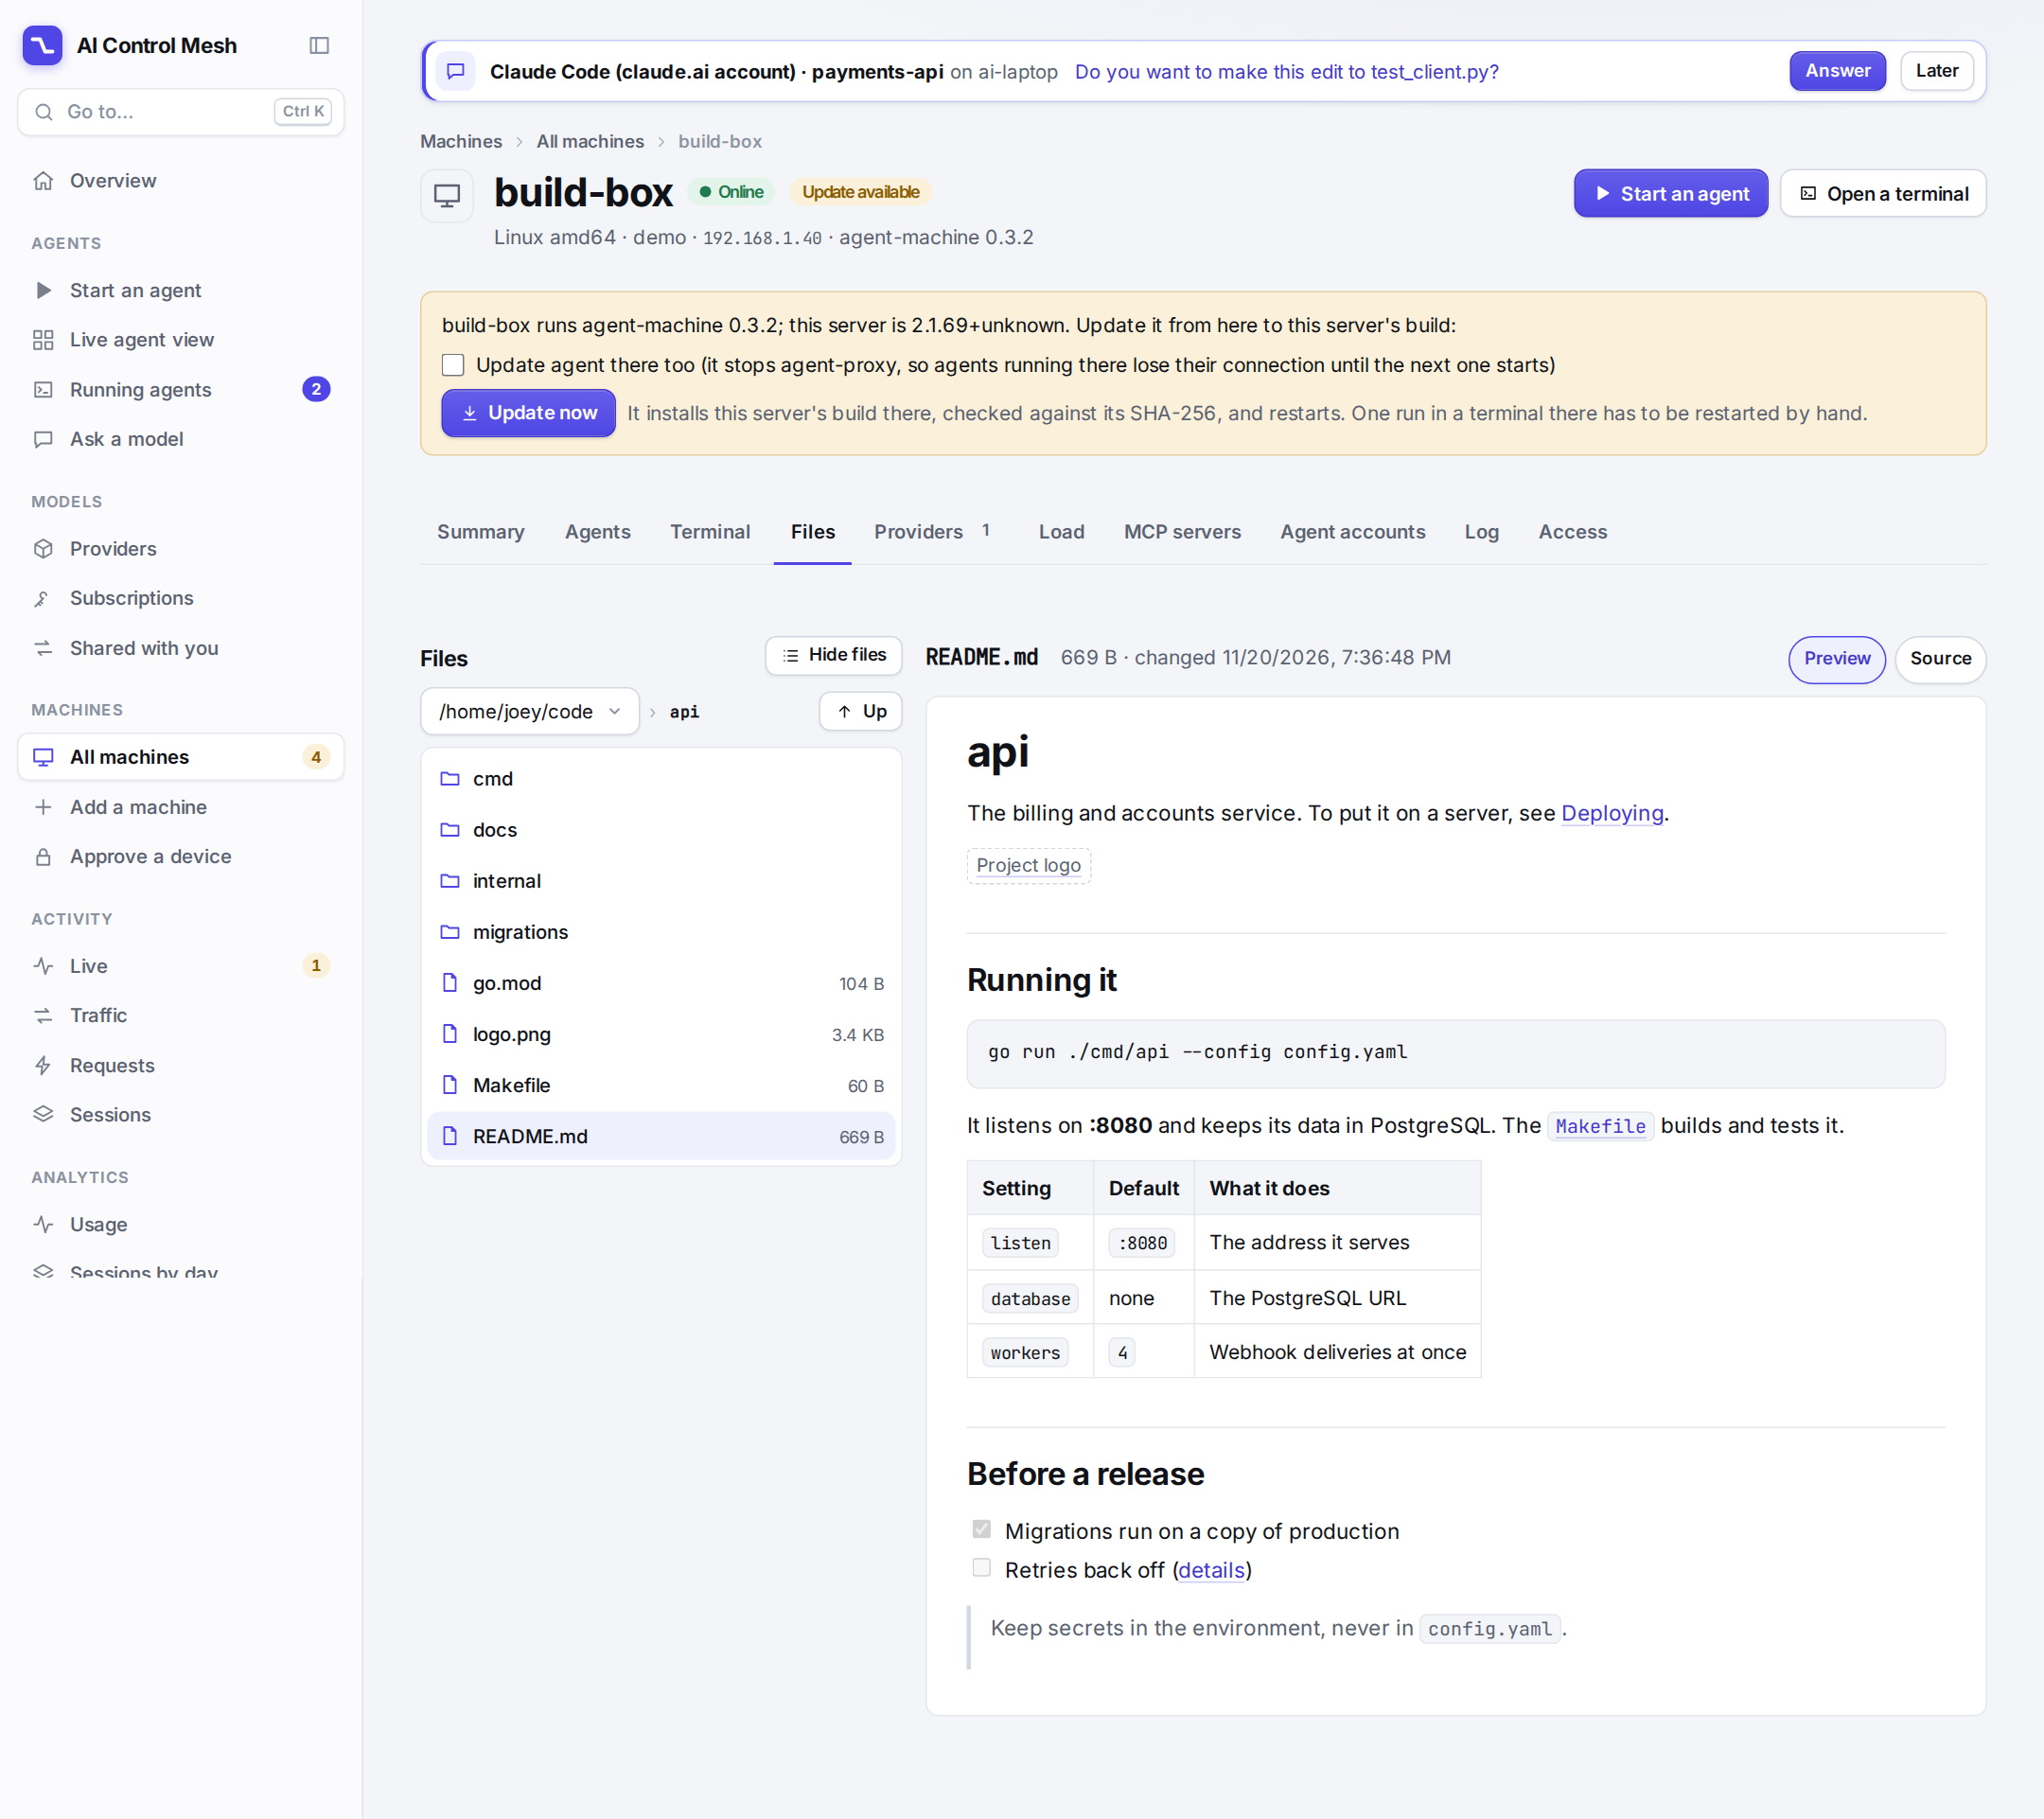 AI Control Mesh
Go to...
Ctrl K
Overview
AGENTS
Start an agent
Live agent view
Running agents 2
Ask a model
MODELS
Providers
Subscriptions
Shared with you
MACHINES
All machines 4
Add a machine
Approve a device
ACTIVITY
Live 1
Traffic
Requests
Sessions
ANALYTICS
Usage
Sessions by day
Claude Code (claude.ai account) · payments-api on ai-laptop Do you want to make this edit to test_client.py? Answer Later
Machines > All machines > build-box
build-box Online Update available
Start an agent Open a terminal
Linux amd64 · demo · 192.168.1.40 · agent-machine 0.3.2
build-box runs agent-machine 0.3.2; this server is 2.1.69+unknown. Update it from here to this server's build:
Update agent there too (it stops agent-proxy, so agents running there lose their connection until the next one starts)
Update now It installs this server's build there, checked against its SHA-256, and restarts. One run in a terminal there has to be restarted by hand.
Summary Agents Terminal Files Providers 1 Load MCP servers Agent accounts Log Access
Files Hide files
/home/joey/code > api Up
cmd
docs
internal
migrations
go.mod 104 B
logo.png 3.4 KB
Makefile 60 B
README.md 669 B
README.md 669 B · changed 11/20/2026, 7:36:48 PM Preview Source
api
The billing and accounts service. To put it on a server, see Deploying.
Project logo
Running it
go run ./cmd/api --config config.yaml
It listens on :8080 and keeps its data in PostgreSQL. The Makefile builds and tests it.
Setting Default What it does
listen :8080 The address it serves
database none The PostgreSQL URL
workers 4 Webhook deliveries at once
Before a release
Migrations run on a copy of production
Retries back off (details)
Keep secrets in the environment, never in config.yaml.